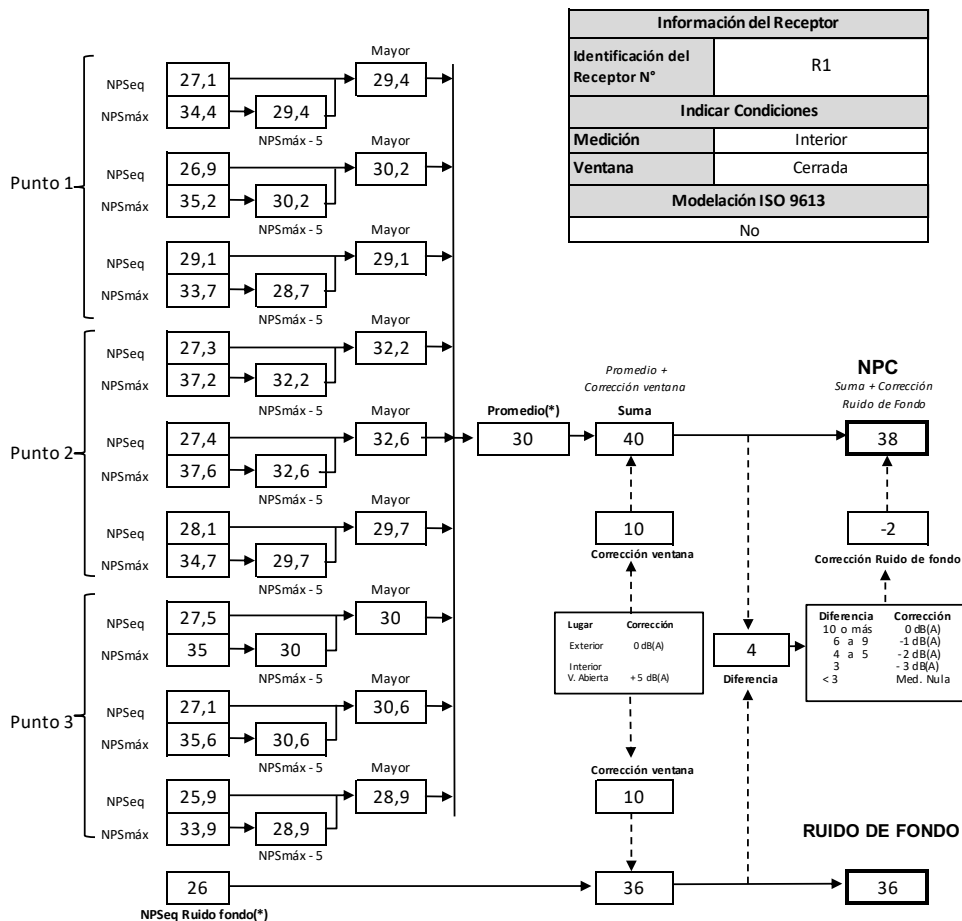 Información del Receptor
Identificación del Receptor N°
R1
Indicar Condiciones
Medición Interior
Ventana Cerrada
Modelación ISO 9613
No
Punto 1
Mayor
NPSeq 27,1 29,4
NPSmáx 34,4 29,4
NPSmáx - 5
Mayor
NPSeq 26,9 30,2
NPSmáx 35,2 30,2
NPSmáx - 5
Mayor
NPSeq 29,1 29,1
NPSmáx 33,7 28,7
NPSmáx - 5
Punto 2
Mayor
NPSeq 27,3 32,2
NPSmáx 37,2 32,2
NPSmáx - 5
Mayor
NPSeq 27,4 32,6
NPSmáx 37,6 32,6
NPSmáx - 5
Mayor
NPSeq 28,1 29,7
NPSmáx 34,7 29,7
NPSmáx - 5
Punto 3
Mayor
NPSeq 27,5 30
NPSmáx 35 30
NPSmáx - 5
Mayor
NPSeq 27,1 30,6
NPSmáx 35,6 30,6
NPSmáx - 5
Mayor
NPSeq 25,9 28,9
NPSmáx 33,9 28,9
NPSmáx - 5
26
NPSeq Ruido fondo(*)
Promedio(*)
30
Promedio +
Corrección ventana
Suma
40
10
Corrección ventana
Lugar Corrección
Exterior 0 dB(A)
Interior
V. Abierta +5 dB(A)
Corrección ventana
10
36
4
Diferencia
NPC
Suma + Corrección
Ruido de Fondo
38
-2
Corrección Ruido de fondo
Diferencia Corrección
10 o más 0 dB(A)
6 a 9 -1 dB(A)
4 a 5 -2 dB(A)
3 - 3 dB(A)
< 3 Med. Nula
RUIDO DE FONDO
36